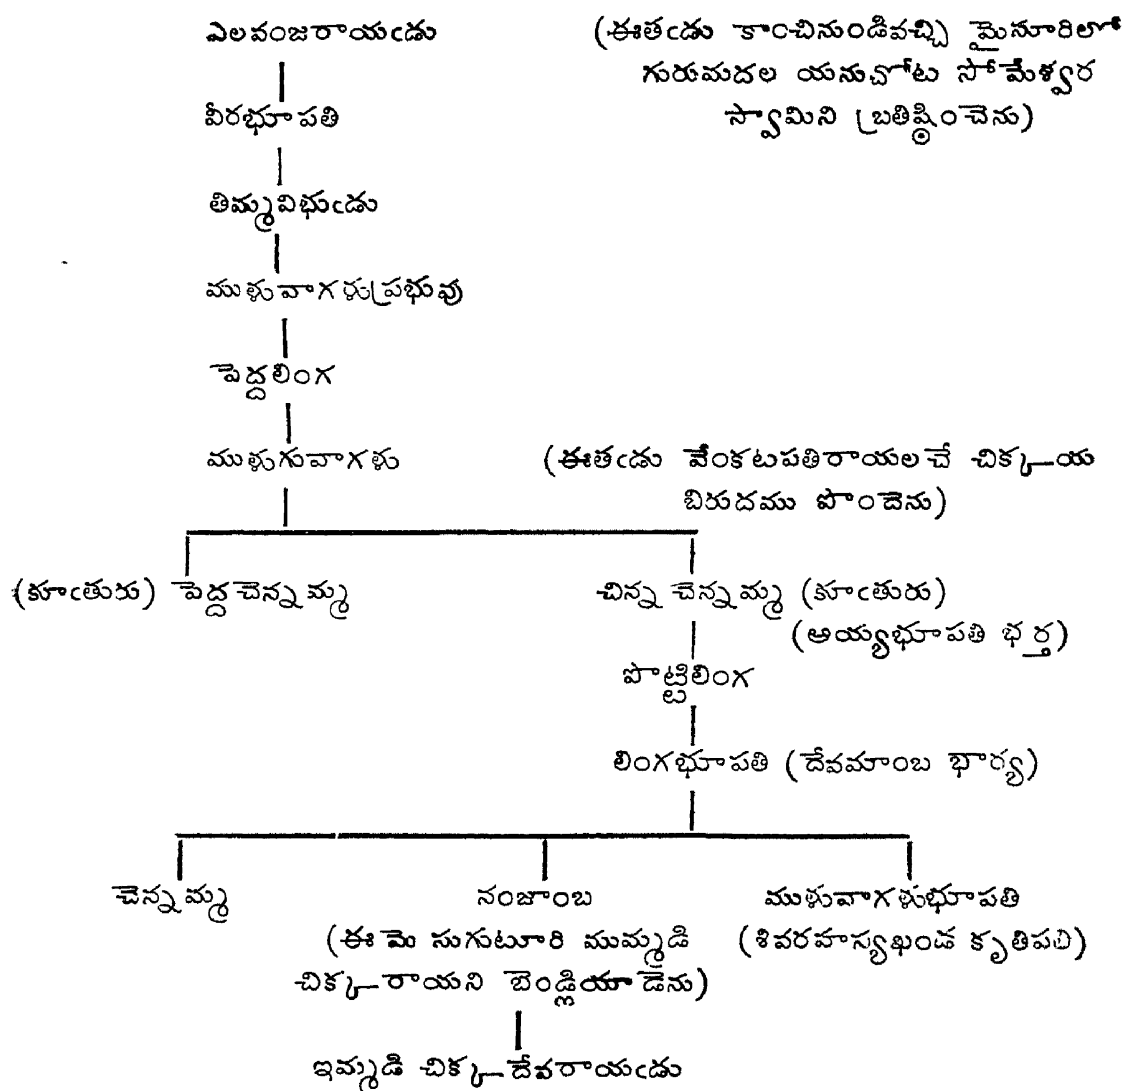 ఎలవంజరాయఁడు (ఈతఁడు కాంచినుండివచ్చి మైసూరిలో
గురుమదల యనుచోట సోమేశ్వర
వీరభూపతి స్వామిని బ్రతిష్ఠించెను)
తిమ్మవిభుఁడు
ముళువాగళుప్రభువు
పెద్దలింగ
ముళుగువాగళు (ఈతఁడు వేంకటపతిరాయలచే చిక్కయ
బిరుదము పొందెను)
(కూఁతురు) పెద్దచెన్నమ్మ చిన్న చెన్నమ్మ (కూఁతురు)
(అయ్యభూపతి భర్త)
పొట్టిలింగ
లింగభూపతి (దేవమాంబ భార్య)
చెన్నమ్మ నంజాంబ ముళువాగళుభూపతి
(ఈమె సుగుటూరి ముమ్మడి (శివరహస్యఖండ కృతిపతి)
చిక్కరాయని బెండ్లియాడెను)
ఇమ్మడి చిక్కదేవరాయఁడు